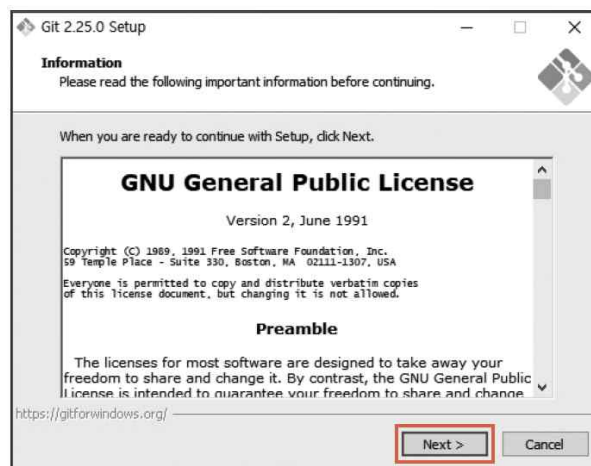 Git 2.25.0 Setup
Information
Please read the following important information before continuing.
When you are ready to continue with Setup, click Next.
GNU General Public License
Version 2, June 1991
Copyright (C) 1989, 1991 Free Software Foundation, Inc.
59 Temple Place - Suite 330, Boston, MA 02111-1307, USA
Everyone is permitted to copy and distribute verbatim copies
of this license document, but changing it is not allowed.
Preamble
The licenses for most software are designed to take away your
freedom to share and change it. By contrast, the GNU General Public
License is intended to guarantee your freedom to share and change
https://gitforwindows.org/
Next >
Cancel